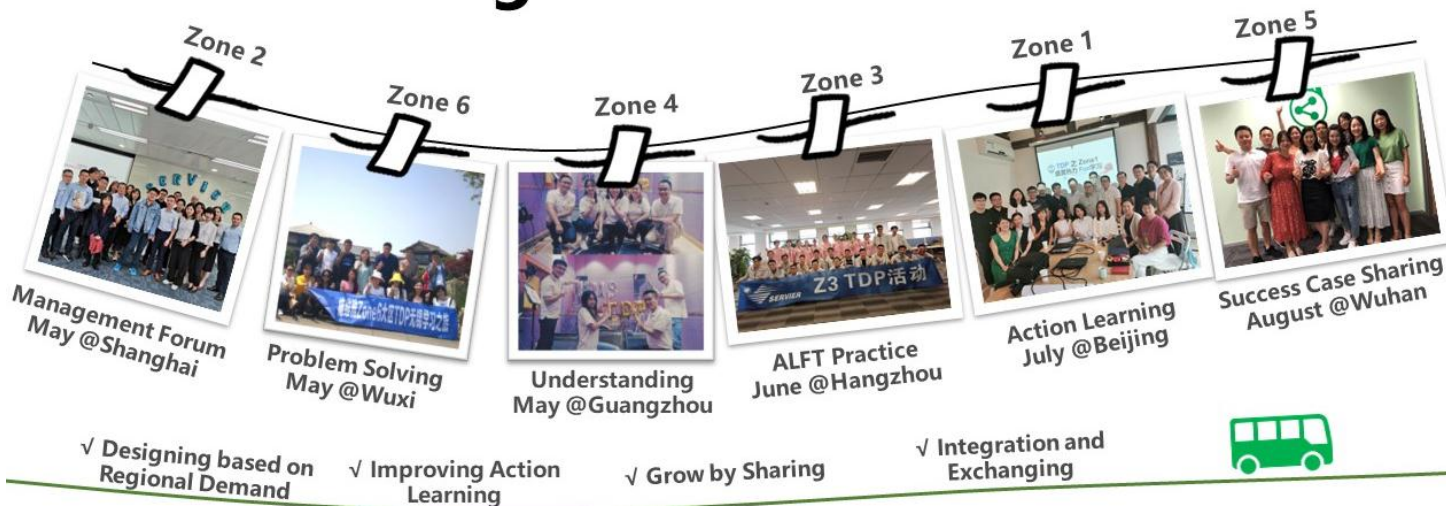 Zone 2
Zone 6
Zone 4
Zone 3
Zone 1
Zone 5
SERVIER
SERVIER Z3 TDP活动
TDP 之 Zone1
Management Forum
May @Shanghai
Problem Solving
May @Wuxi
Understanding
May @Guangzhou
ALFT Practice
June @Hangzhou
Action Learning
July @Beijing
Success Case Sharing
August @Wuhan
√ Designing based on
Regional Demand
√ Improving Action
Learning
√ Grow by Sharing
√ Integration and
Exchanging